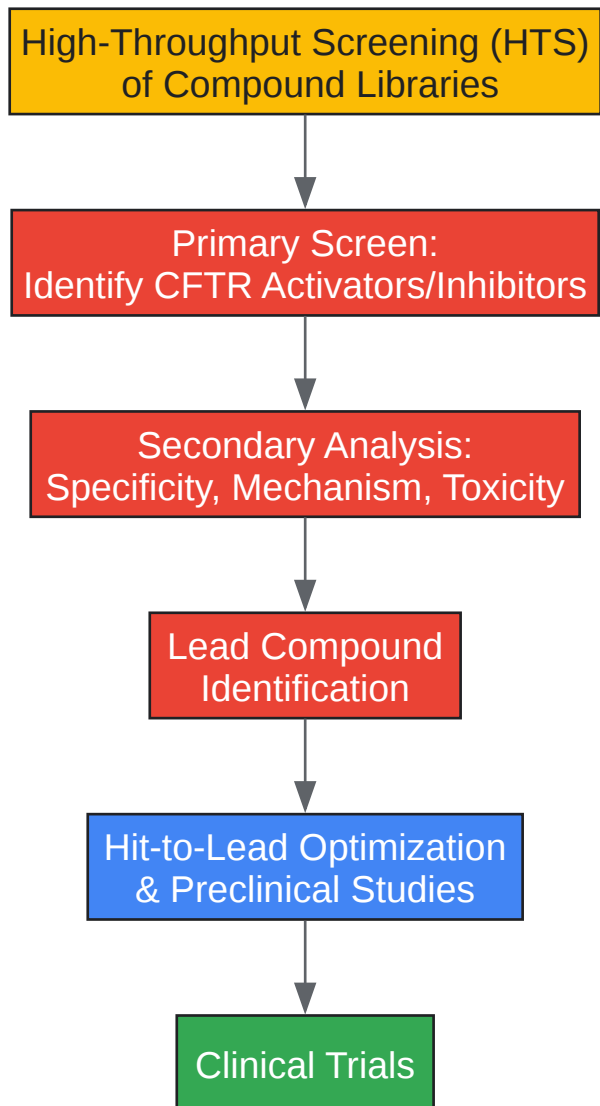 High-Throughput Screening (HTS)
of Compound Libraries
Primary Screen:
Identify CFTR Activators/Inhibitors
Secondary Analysis:
Specificity, Mechanism, Toxicity
Lead Compound
Identification
Hit-to-Lead Optimization
& Preclinical Studies
Clinical Trials